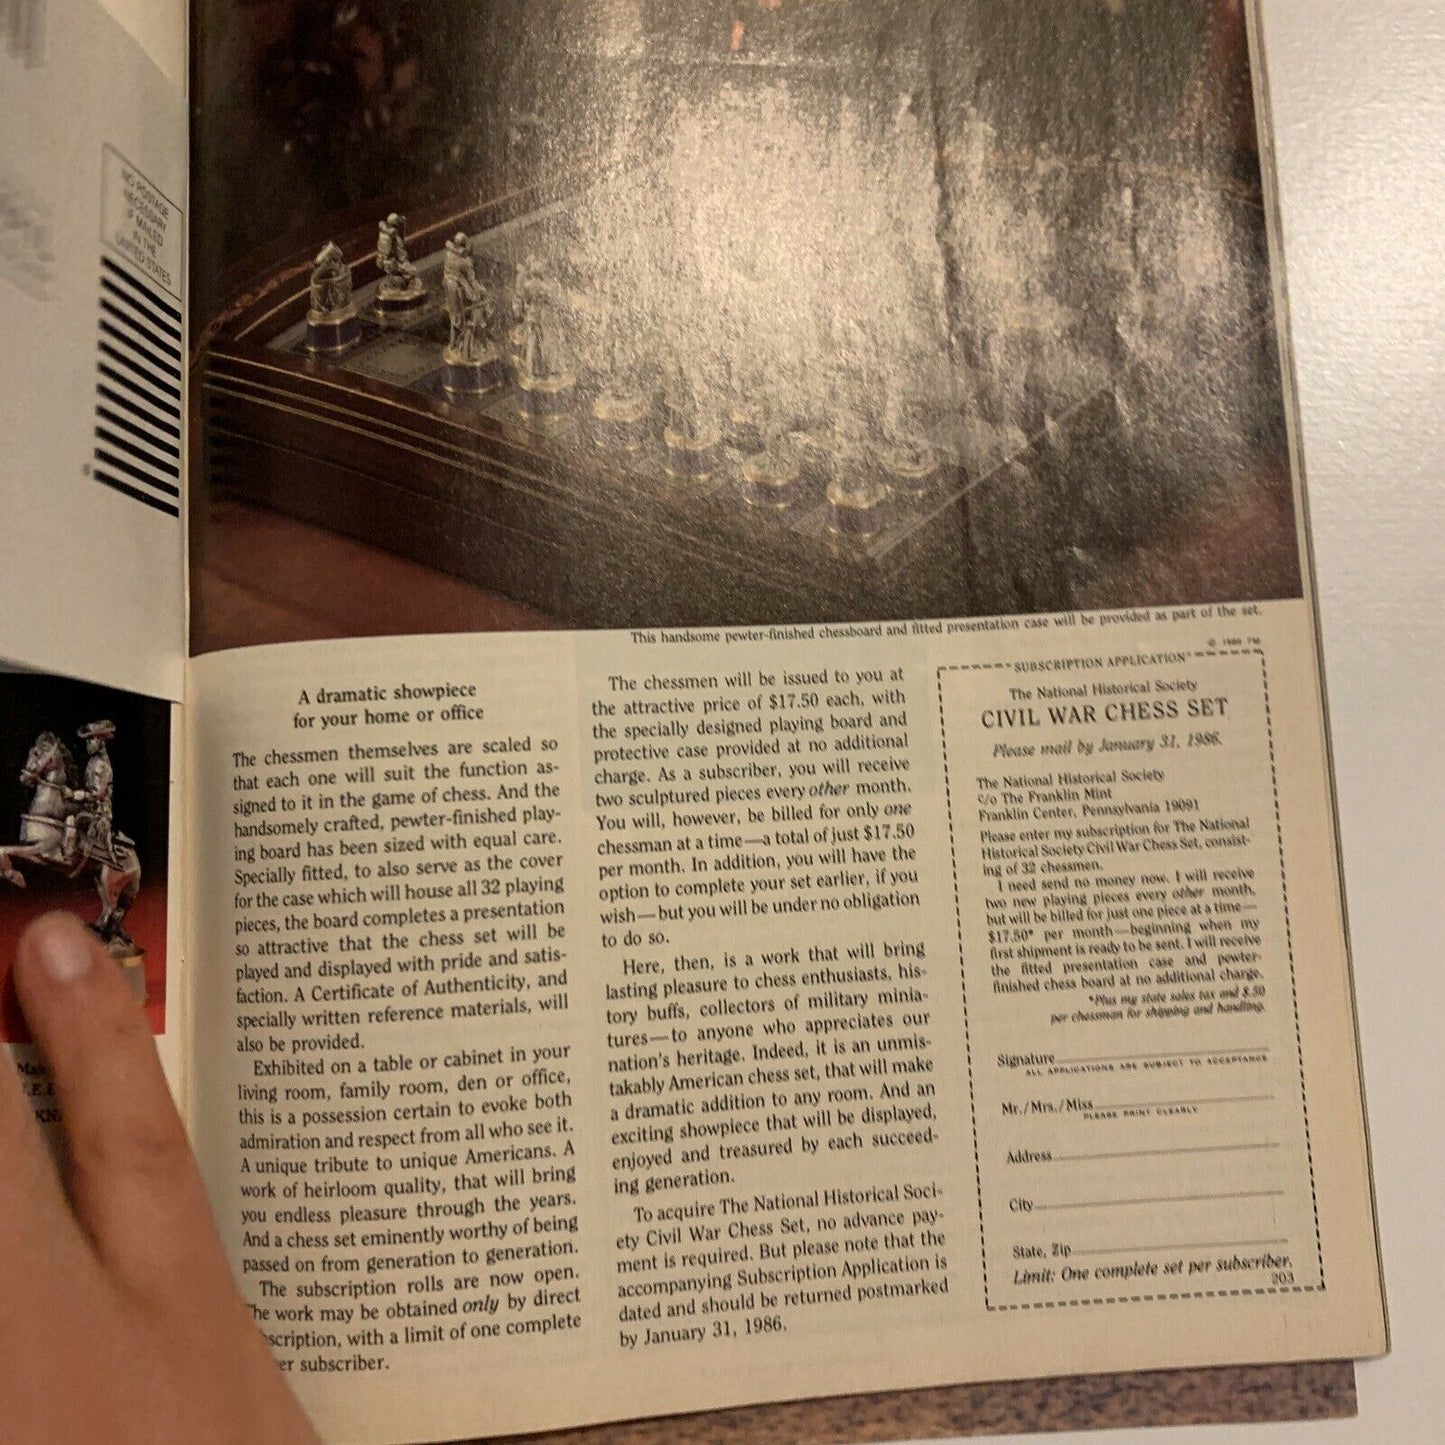 NO POSTAGE
NECESSARY
IF MAILED
IN THE
UNITED STATES
This handsome pewter-finished chessboard and fitted presentation case will be provided as part of the set.
A dramatic showpiece
for your home or office
The chessmen themselves are scaled so
that each one will suit the function as-
signed to it in the game of chess. And the
handsomely crafted, pewter-finished play-
ing board has been sized with equal care.
Specially fitted, to also serve as the cover
for the case which will house all 32 playing
pieces, the board completes a presentation
so attractive that the chess set will be
played and displayed with pride and satis-
faction. A Certificate of Authenticity, and
specially written reference materials, will
also be provided.
Exhibited on a table or cabinet in your
living room, family room, den or office,
this is a possession certain to evoke both
admiration and respect from all who see it.
A unique tribute to unique Americans. A
work of heirloom quality, that will bring
you endless pleasure through the years.
And a chess set eminently worthy of being
passed on from generation to generation.
The subscription rolls are now open.
The work may be obtained only by direct
scription, with a limit of one complete
er subscriber.
The chessmen will be issued to you at
the attractive price of $17.50 each, with
the specially designed playing board and
protective case provided at no additional
charge. As a subscriber, you will receive
two sculptured pieces every other month.
You will, however, be billed for only one
chessman at a time—a total of just $17.50
per month. In addition, you will have the
option to complete your set earlier, if you
wish—but you will be under no obligation
to do so.
Here, then, is a work that will bring
lasting pleasure to chess enthusiasts, his-
tory buffs, collectors of military minia-
tures—to anyone who appreciates our
nation's heritage. Indeed, it is an unmis-
takably American chess set, that will make
a dramatic addition to any room. And an
exciting showpiece that will be displayed,
enjoyed and treasured by each succeed-
ing generation.
To acquire The National Historical Soci-
ety Civil War Chess Set, no advance pay-
ment is required. But please note that the
accompanying Subscription Application is
dated and should be returned postmarked
by January 31, 1986.
SUBSCRIPTION APPLICATION
The National Historical Society
CIVIL WAR CHESS SET
Please mail by January 31, 1986.
The National Historical Society
c/o The Franklin Mint
Franklin Center, Pennsylvania 19091
Please enter my subscription for The National
Historical Society Civil War Chess Set, consist-
ing of 32 chessmen.
I need send no money now. I will receive
two new playing pieces every other month,
but will be billed for just one piece at a time—
$17.50* per month—beginning when my
first shipment is ready to be sent. I will receive
the fitted presentation case and pewter-
finished chess board at no additional charge.
*Plus my state sales tax and $.50
per chessman for shipping and handling.
Signature
ALL APPLICATIONS ARE SUBJECT TO ACCEPTANCE
Mr./Mrs./Miss
PLEASE PRINT CLEARLY
Address
City
State, Zip
Limit: One complete set per subscriber.
203